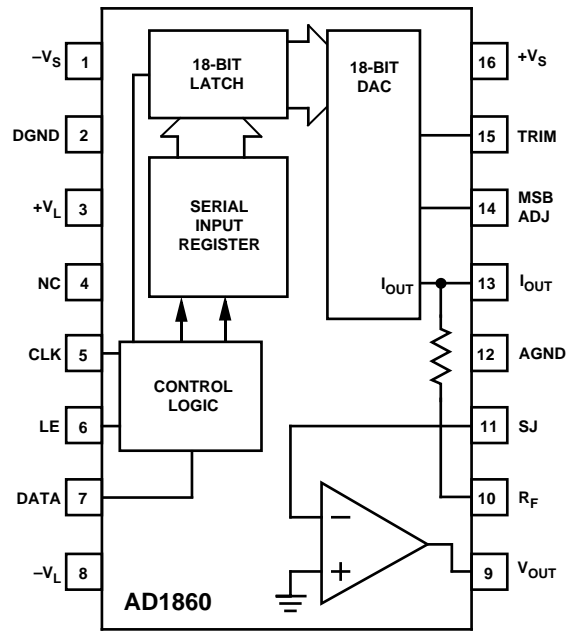 –VS 1
DGND 2
+VL 3
NC 4
CLK 5
LE 6
DATA 7
–VL 8
18-BIT
LATCH
SERIAL
INPUT
REGISTER
CONTROL
LOGIC
18-BIT
DAC
IOUT
–
+
AD1860
16 +VS
15 TRIM
14 MSB
ADJ
13 IOUT
12 AGND
11 SJ
10 RF
9 VOUT